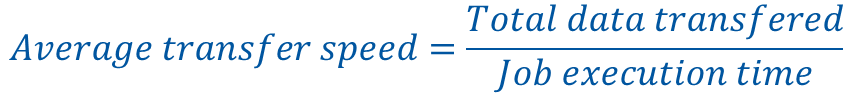 Average transfer speed = Total data transfered
Job execution time